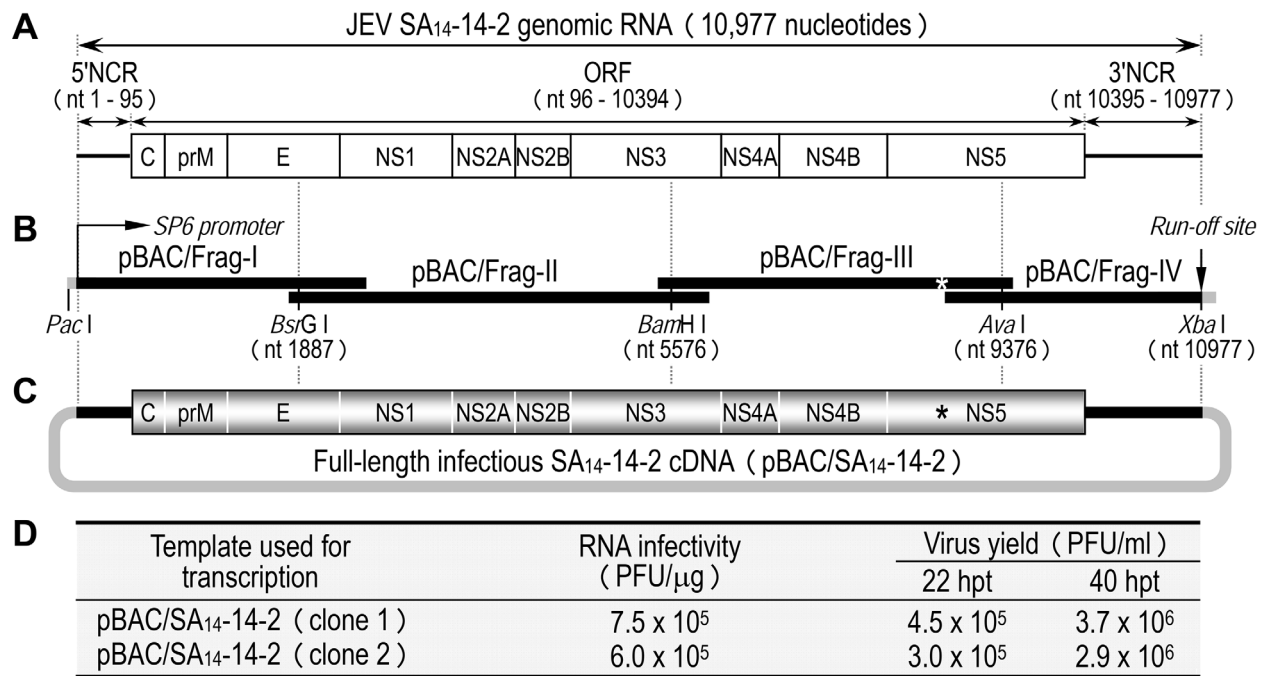 A
JEV SA14-14-2 genomic RNA ( 10,977 nucleotides )
5'NCR ORF 3'NCR
( nt 1 - 95 ) ( nt 96 - 10394 ) ( nt 10395 - 10977 )
C prM E NS1 NS2A NS2B NS3 NS4A NS4B NS5
B
SP6 promoter Run-off site
pBAC/Frag-I pBAC/Frag-II pBAC/Frag-III pBAC/Frag-IV
*
Pac I BsrG I BamH I Ava I Xba I
( nt 1887 ) ( nt 5576 ) ( nt 9376 ) ( nt 10977 )
C
C prM E NS1 NS2A NS2B NS3 NS4A NS4B * NS5
Full-length infectious SA14-14-2 cDNA ( pBAC/SA14-14-2 )
D
Template used for transcription RNA infectivity ( PFU/µg ) Virus yield ( PFU/ml )
22 hpt 40 hpt
pBAC/SA14-14-2 ( clone 1 ) 7.5 x 10⁵ 4.5 x 10⁵ 3.7 x 10⁶
pBAC/SA14-14-2 ( clone 2 ) 6.0 x 10⁵ 3.0 x 10⁵ 2.9 x 10⁶